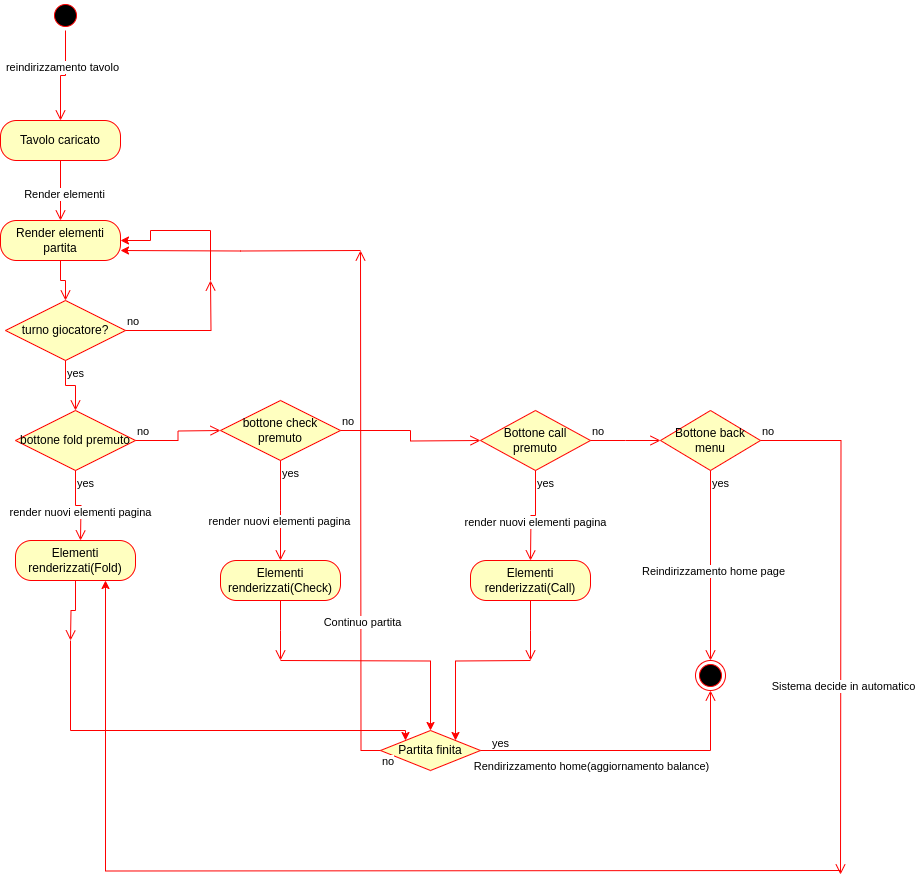 reindirizzamento tavolo
Tavolo caricato
Render elementi
Render elementi
partita
turno giocatore?
no
yes
bottone fold premuto
no
bottone check
premuto
no
Bottone call
premuto
no
Bottone back
menu
no
yes
yes
yes
yes
render nuovi elementi pagina
render nuovi elementi pagina
render nuovi elementi pagina
Elementi
renderizzati(Fold)
Elementi
renderizzati(Check)
Elementi
renderizzati(Call)
Reindirizzamento home page
Continuo partita
Sistema decide in automatico
Partita finita
no
yes
Rendirizzamento home(aggiornamento balance)